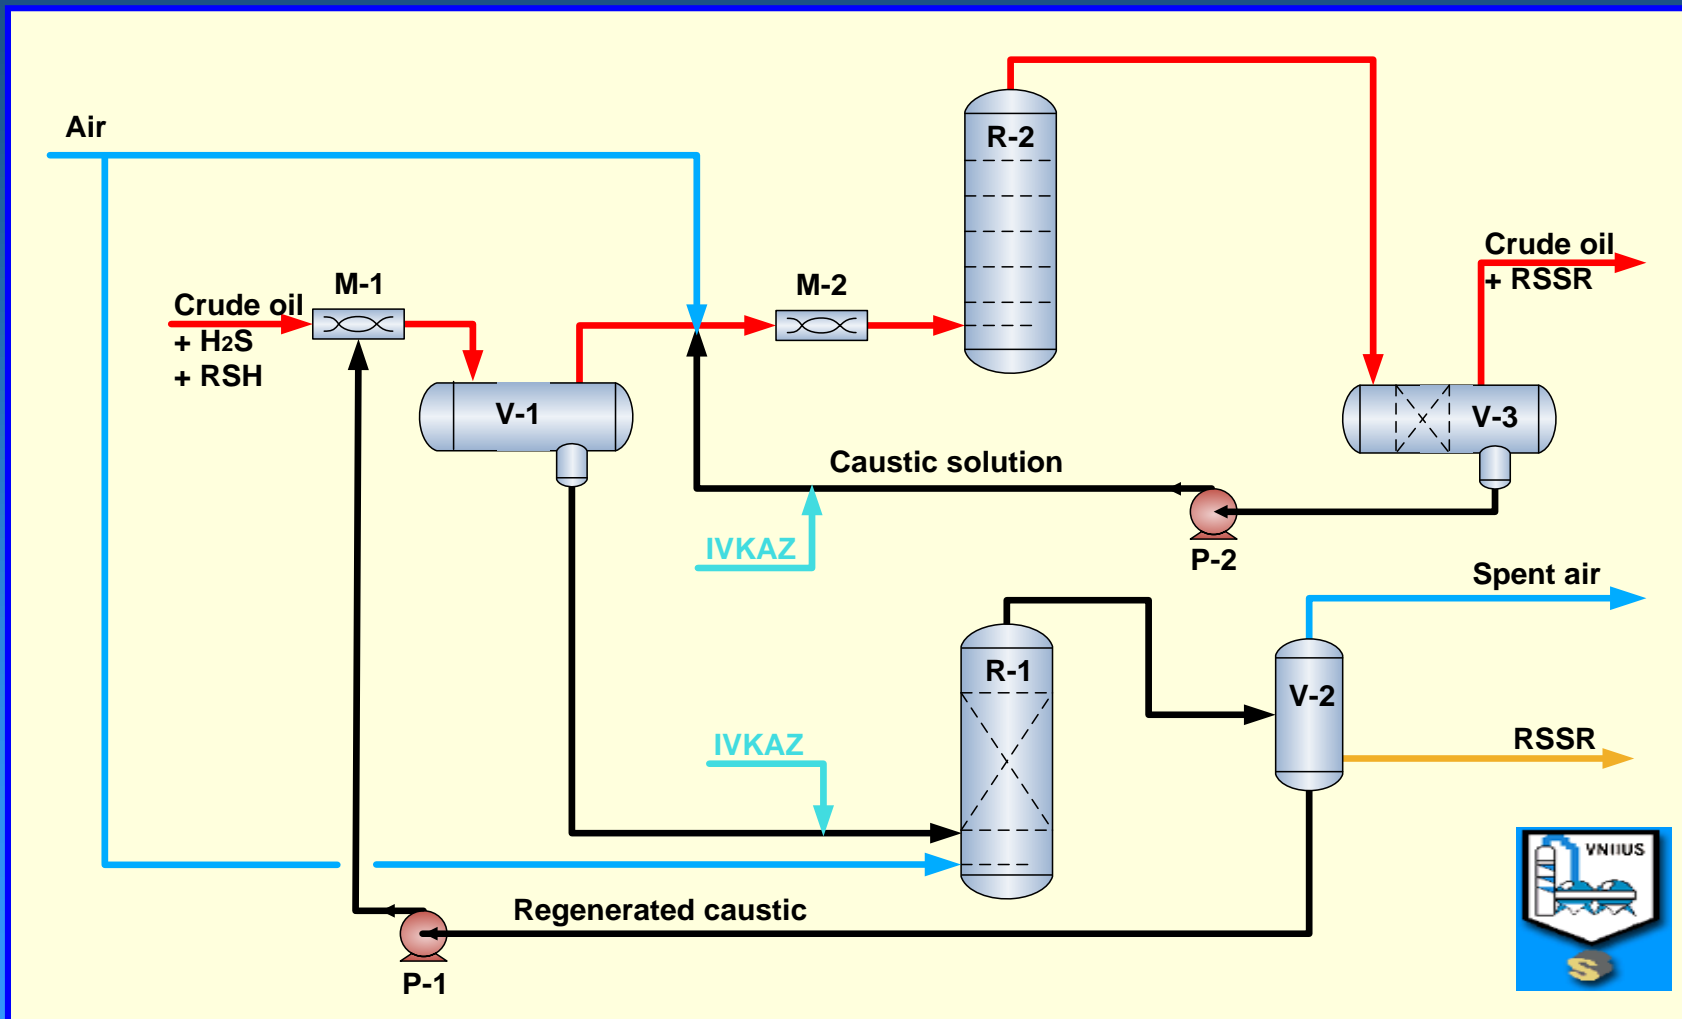 Air
R-2
Crude oil
+ RSSR
M-1
M-2
Crude oil
+ H2S
+ RSH
V-1
V-3
Caustic solution
IVKAZ
P-2
Spent air
R-1
V-2
IVKAZ
RSSR
VNIIUS
Regenerated caustic
S
P-1